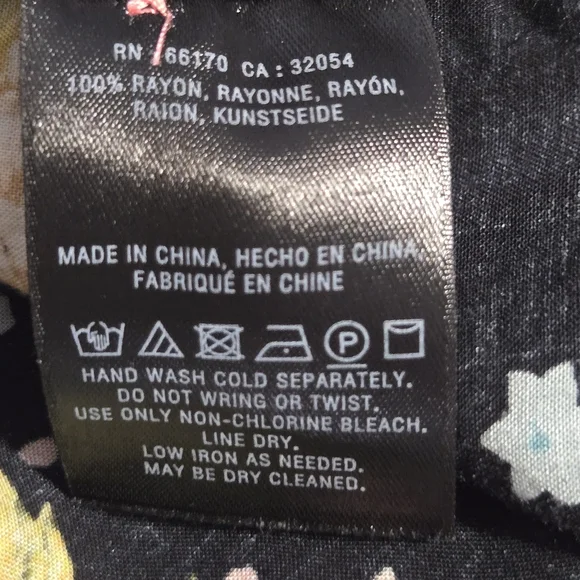 RN 66170 CA : 32054
100% RAYON, RAYONNE, RAYÓN,
RAION, KUNSTSEIDE
MADE IN CHINA, HECHO EN CHINA,
FABRIQUÉ EN CHINE
P
HAND WASH COLD SEPARATELY.
DO NOT WRING OR TWIST.
USE ONLY NON-CHLORINE BLEACH.
LINE DRY.
LOW IRON AS NEEDED.
MAY BE DRY CLEANED.